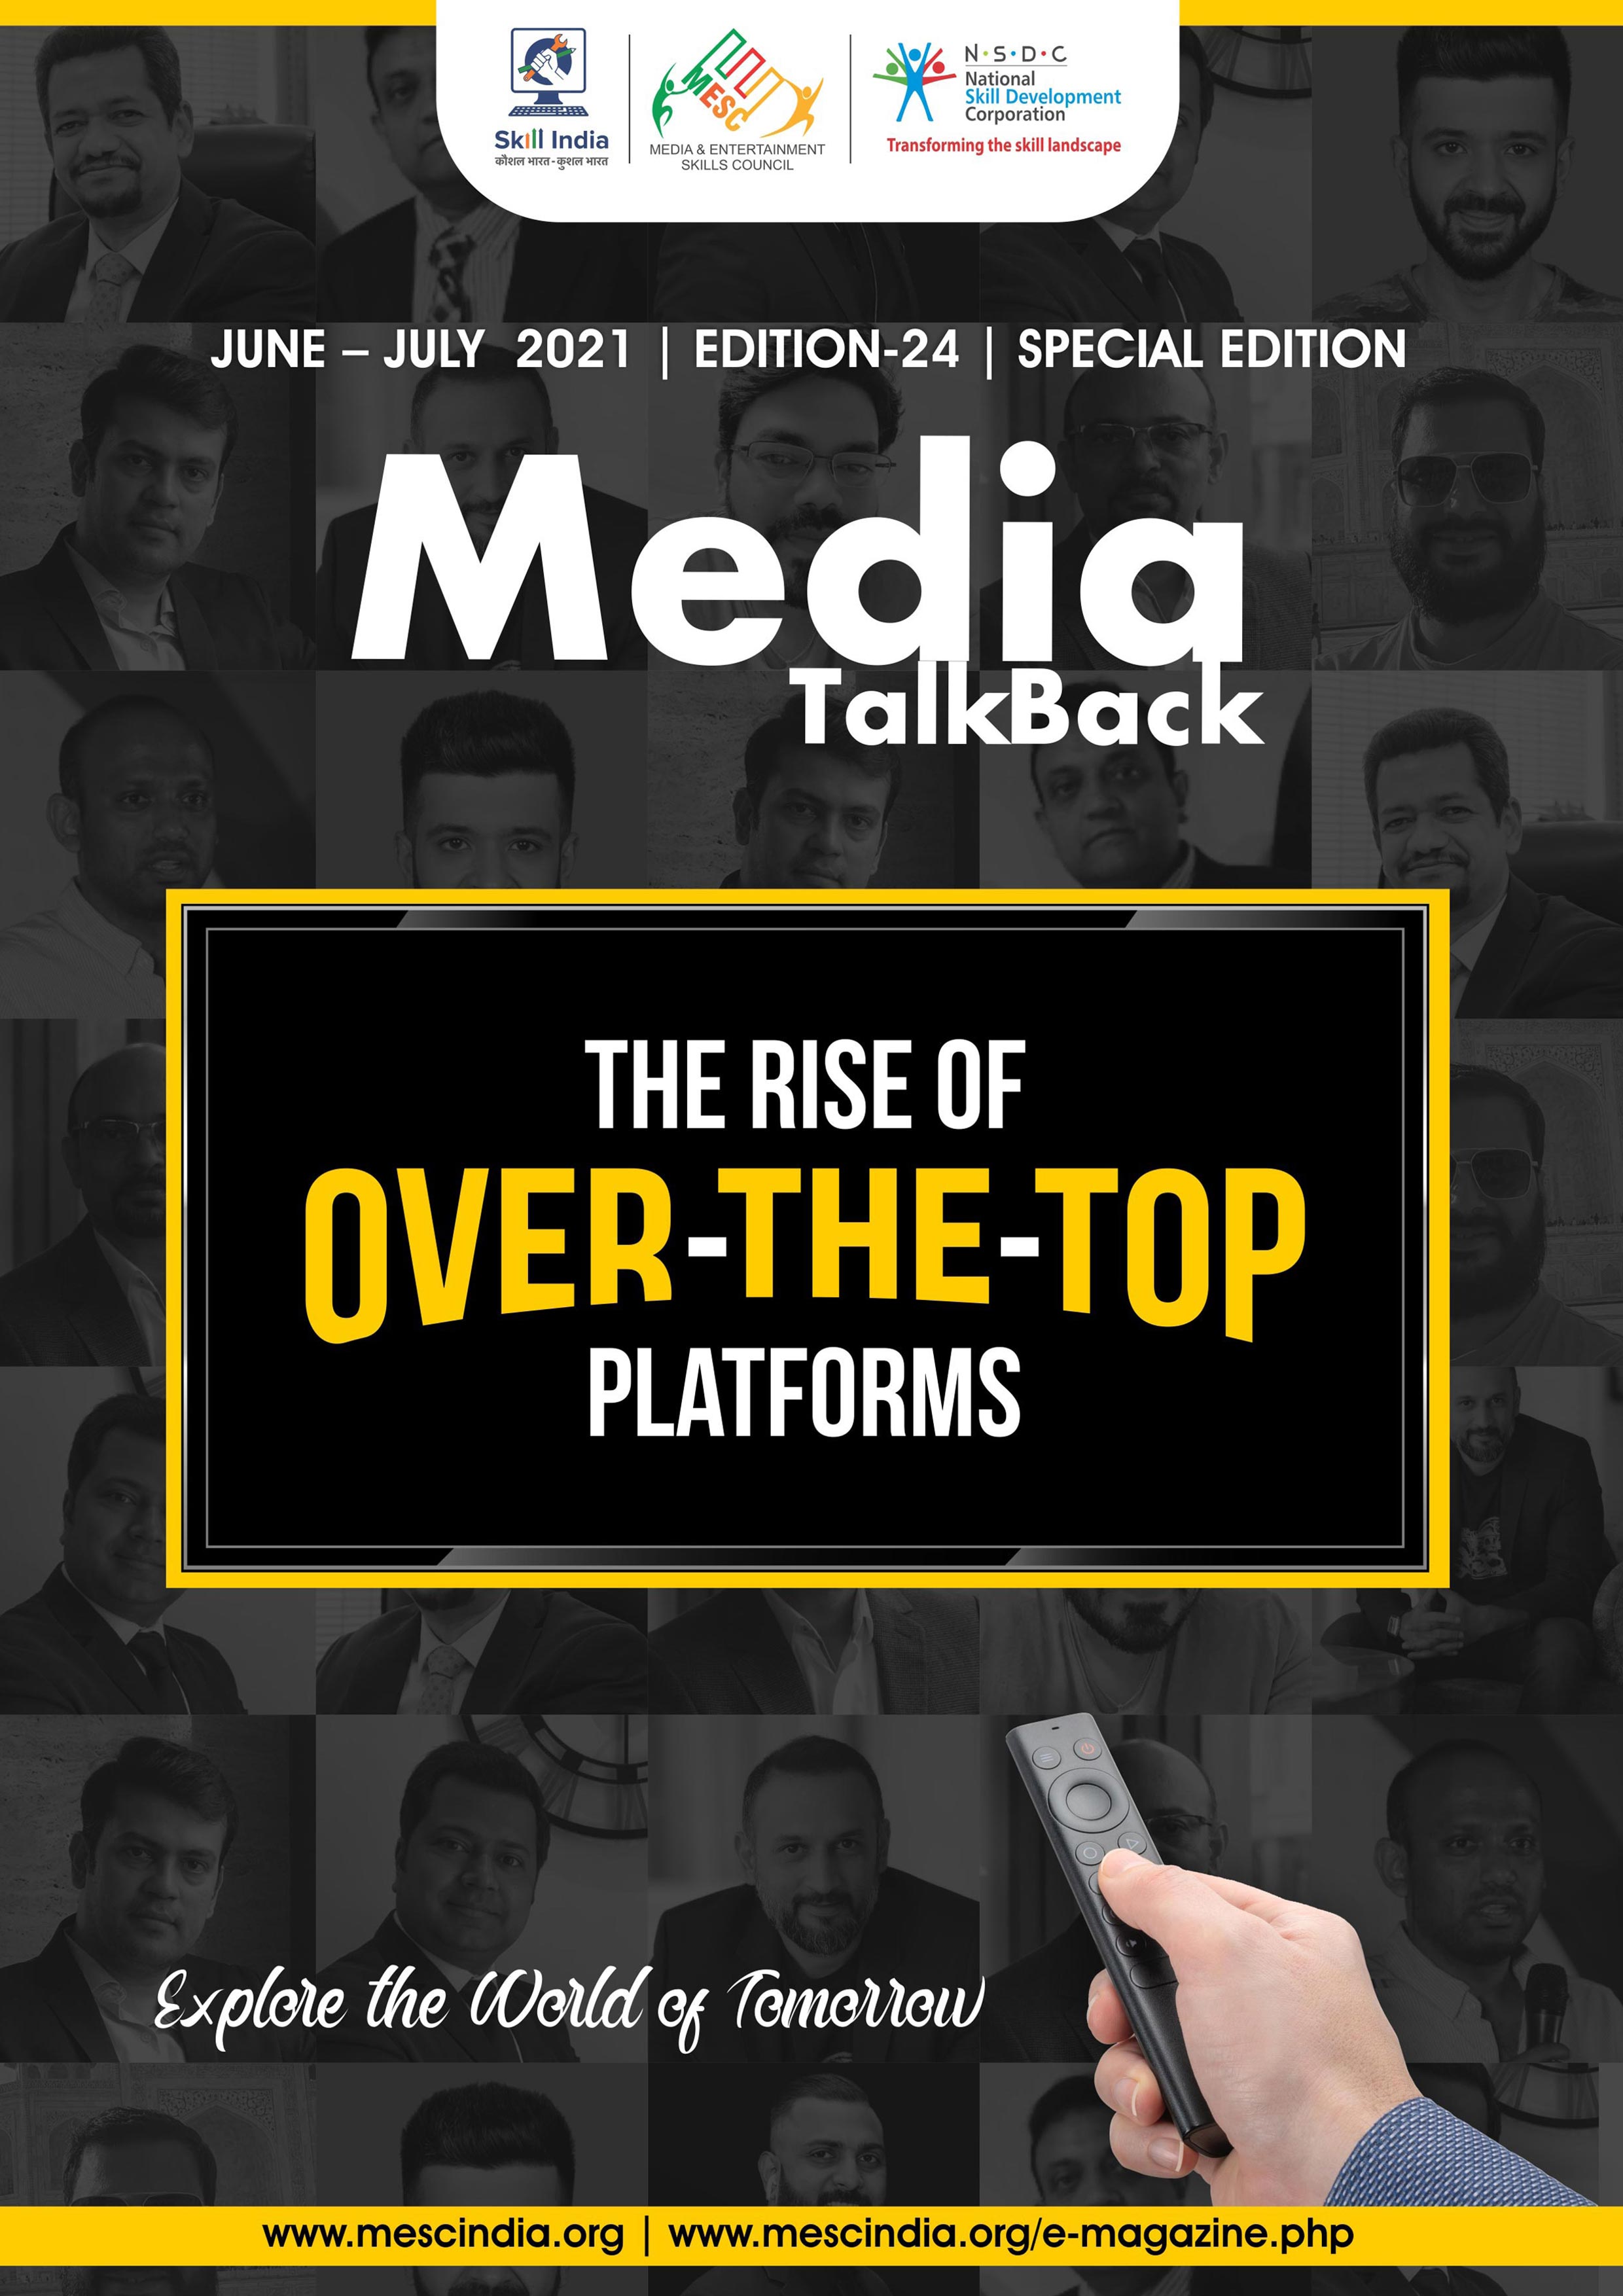 Skill India
कौशल भारत-कुशल भारत
MESC
MEDIA & ENTERTAINMENT
SKILLS COUNCIL
N·S·D·C
National
Skill Development
Corporation
Transforming the skill landscape
JUNE – JULY 2021 | EDITION-24 | SPECIAL EDITION
Media
TalkBack
THE RISE OF
OVER-THE-TOP
PLATFORMS
Explore the World of Tomorrow
www.mescindia.org | www.mescindia.org/e-magazine.php